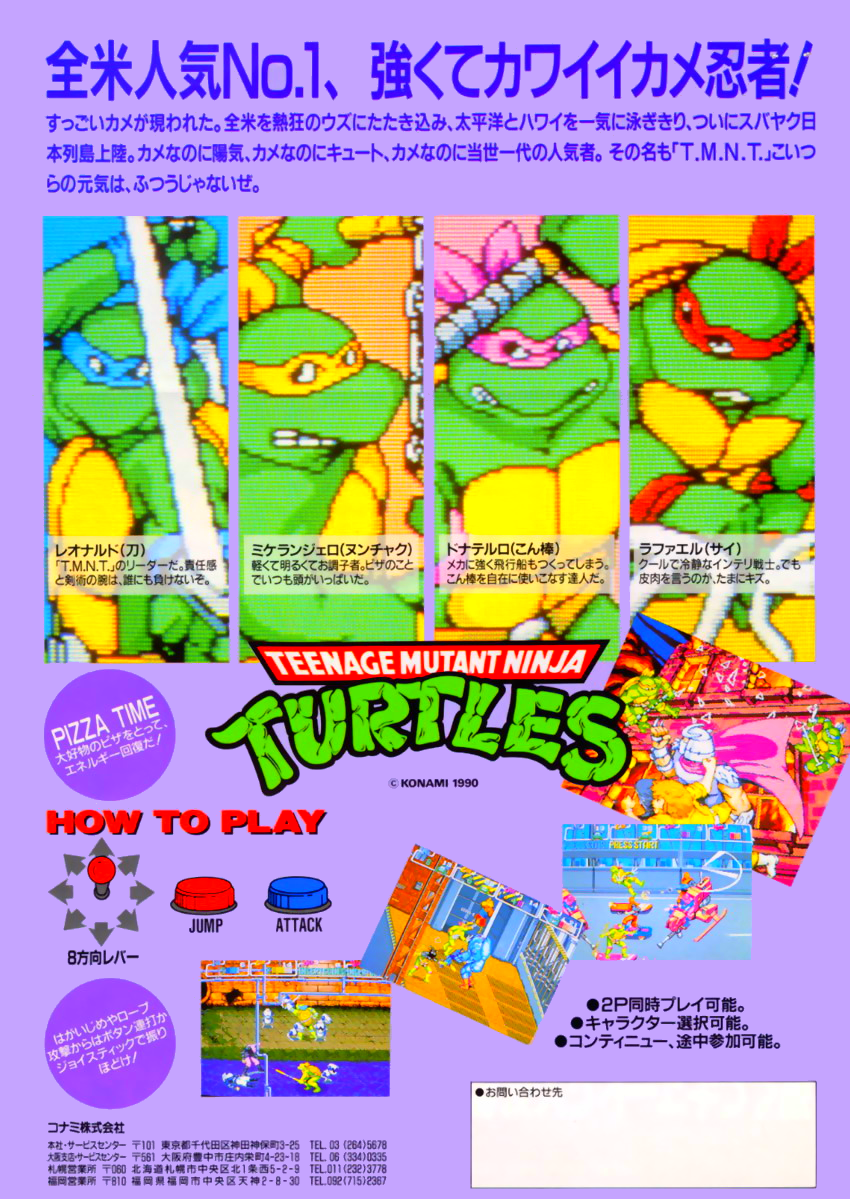 全米人気No.1、強くてカワイイカメ忍者!
すっごいカメが現われた。全米を熱狂のウズにたたき込み、太平洋とハワイを一気に泳ぎきり、ついにスバヤク日
本列島上陸。カメなのに陽気、カメなのにキュート、カメなのに当世一代の人気者。その名も「T.M.N.T.」こいつ
らの元気は、ふつうじゃないぜ。
レオナルド(刀)
「T.M.N.T.」のリーダーだ。責任感
と剣術の腕は、誰にも負けないぞ。
ミケランジェロ(ヌンチャク)
軽くて明るくてお調子者。ピザのこと
でいつも頭がいっぱいだ。
ドナテルロ(こん棒)
メカに強く飛行船もつくってしまう。
こん棒を自在に使いこなす達人だ。
ラファエル(サイ)
クールで冷静なインテリ戦士。でも
皮肉を言うのが、たまにキズ。
TEENAGE MUTANT NINJA
TURTLES
© KONAMI 1990
PIZZA TIME
大好物のピザをとって、
エネルギー回復だ!
HOW TO PLAY
8方向レバー
JUMP
ATTACK
PRESS START
はがいじめやロープ
攻撃からはボタン連打か
ジョイスティックで振り
ほどけ!
●2P同時プレイ可能。
●キャラクター選択可能。
●コンティニュー、途中参加可能。
●お問い合わせ先
コナミ株式会社
本社・サービスセンター 〒101 東京都千代田区神田神保町3-25 TEL. 03 (264)5678
大阪支店・サービスセンター 〒561 大阪府豊中市庄内栄町4-23-18 TEL. 06 (334)0335
札幌営業所 〒060 北海道札幌市中央区北1条西5-2-9 TEL.011(232)3778
福岡営業所 〒810 福岡県福岡市中央区天神2-8-30 TEL.092(715)2367